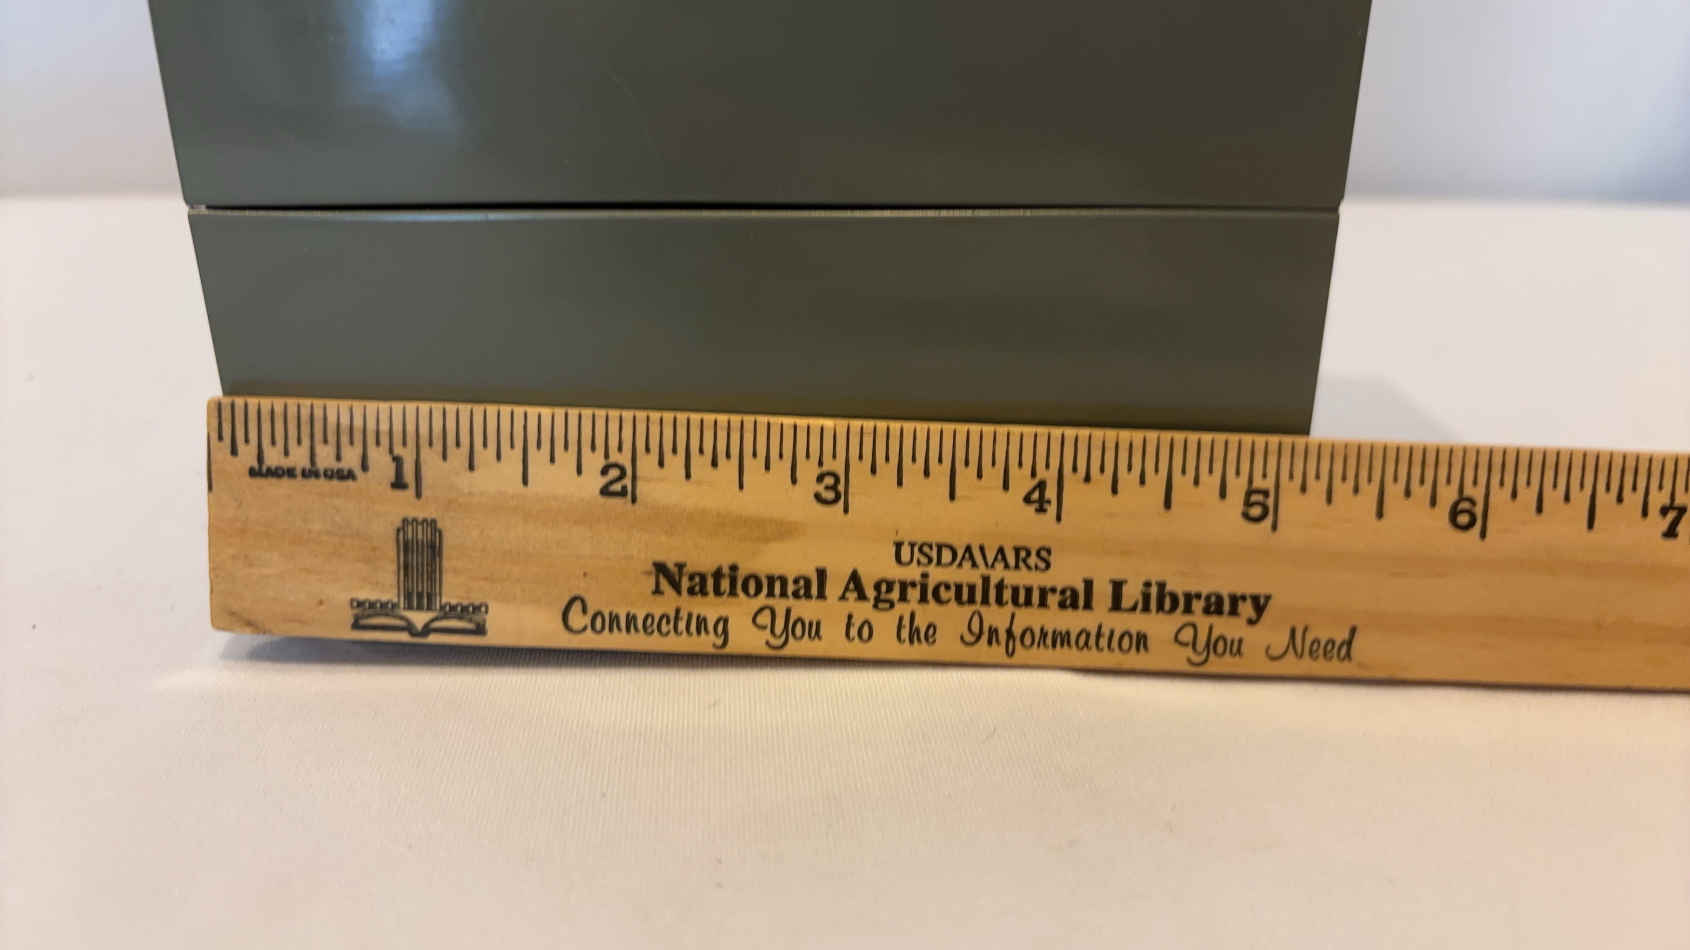 1 2 3 4 5 6 7
MADE IN USA
USDA\ARS
National Agricultural Library
Connecting You to the Information You Need